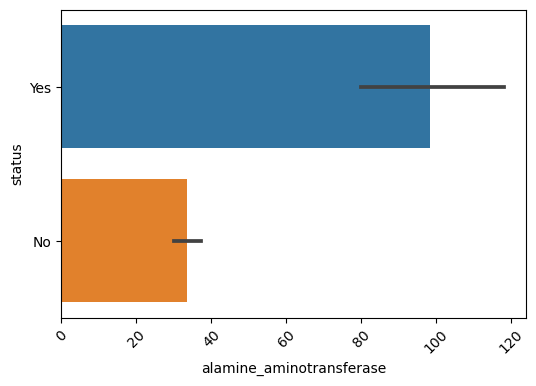 Yes
No
status
0 20 40 60 80 100 120
alamine_aminotransferase